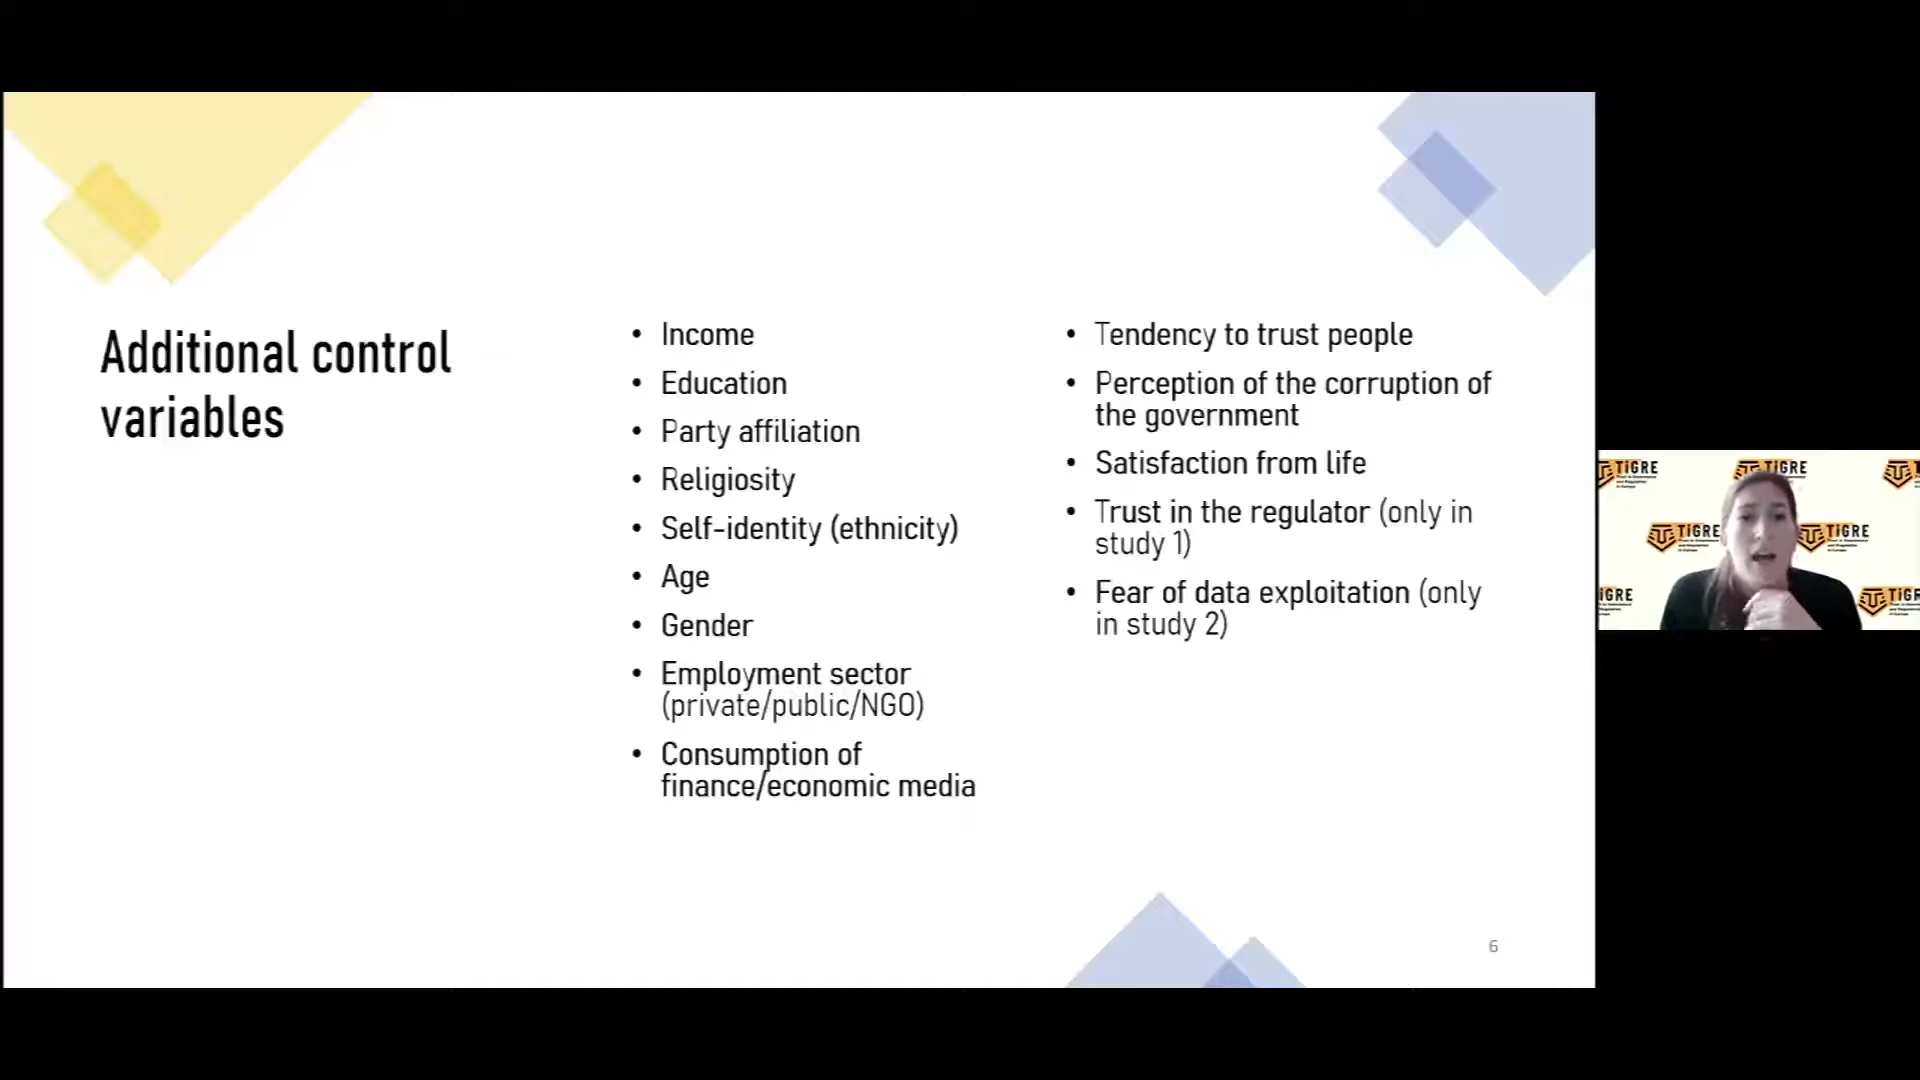 Additional control
variables
• Income
• Education
• Party affiliation
• Religiosity
• Self-identity (ethnicity)
• Age
• Gender
• Employment sector
(private/public/NGO)
• Consumption of
finance/economic media
• Tendency to trust people
• Perception of the corruption of
the government
• Satisfaction from life
• Trust in the regulator (only in
study 1)
• Fear of data exploitation (only
in study 2)
6
TiGRE
TiGRE
TiGRE
TiGRE